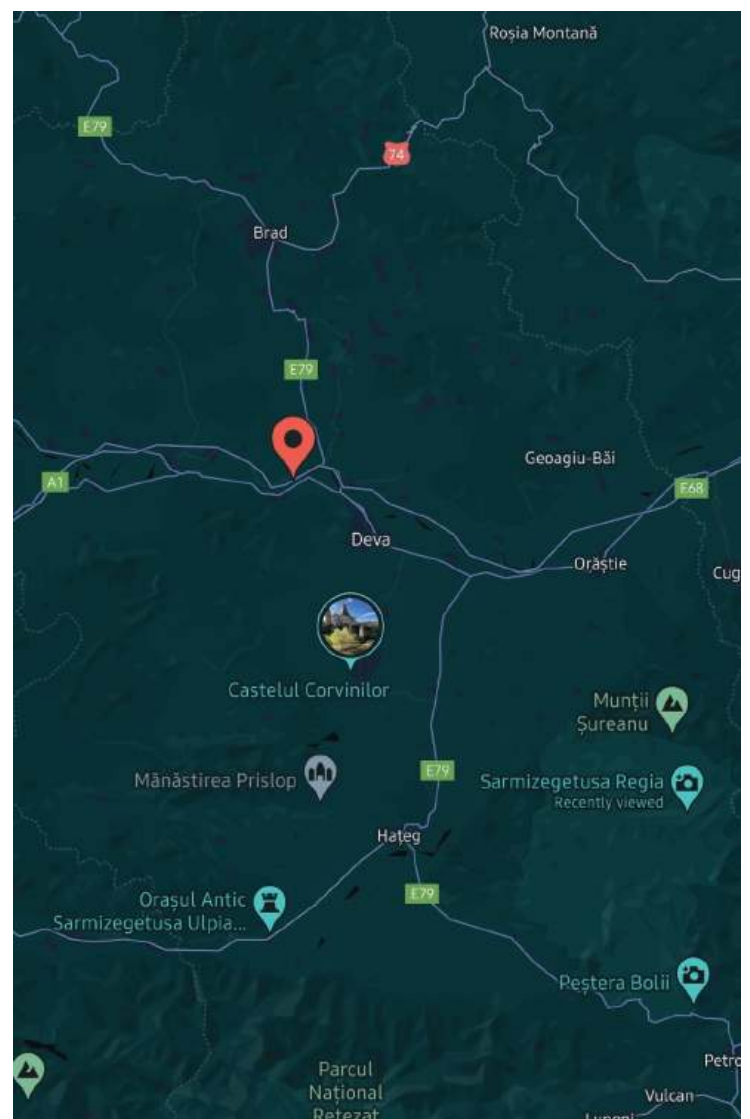 Roșia Montană
E79
74
Brad
E79
Geoagiu-Băi
A1
E68
Deva
Orăștie
Cug
Castelul Corvinilor
Munții
Șureanu
E79
Mănăstirea Prislop
Sarmizegetusa Regia
Recently viewed
Hațeg
E79
Orașul Antic
Sarmizegetusa Ulpia...
Peștera Bolii
Petro
Parcul
Național
Retezat
Vulcan
Lupeni